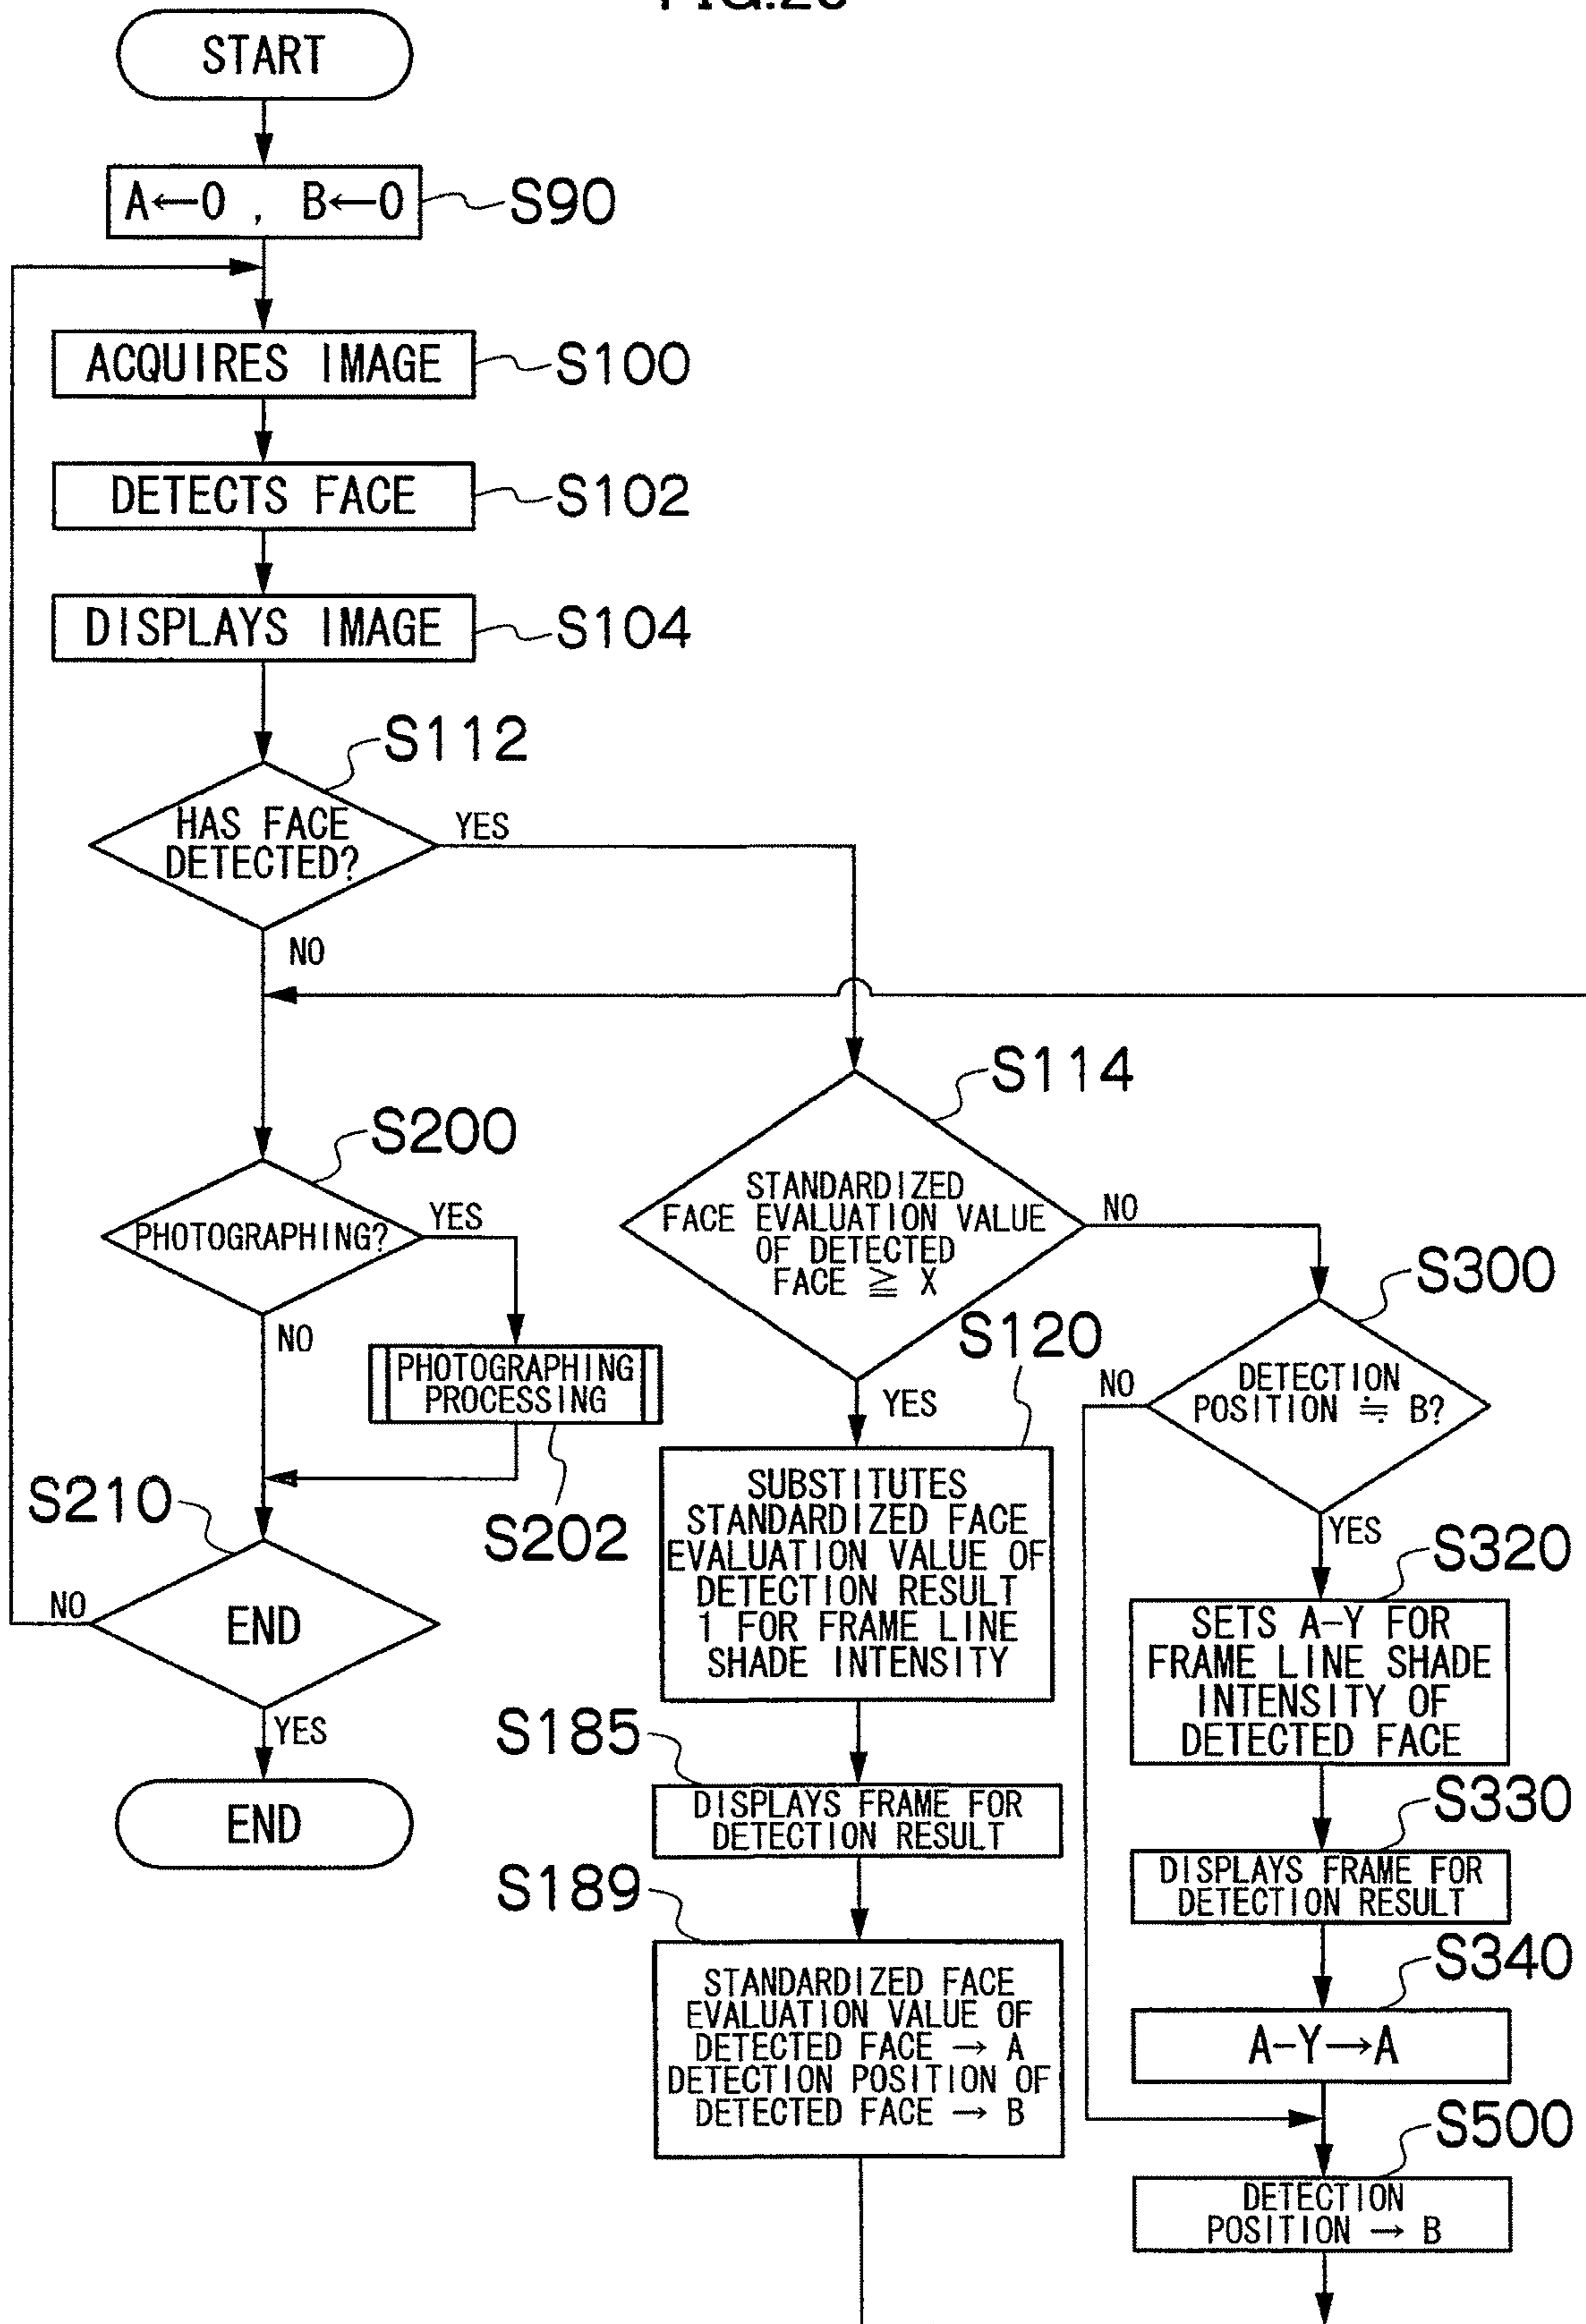 START
A←0 , B←0
S90
ACQUIRES IMAGE
S100
DETECTS FACE
S102
DISPLAYS IMAGE
S104
S112
HAS FACE
DETECTED?
YES
NO
S114
S200
PHOTOGRAPHING?
YES
NO
STANDARDIZED
FACE EVALUATION VALUE
OF DETECTED
FACE ≧ X
NO
YES
S300
DETECTION
POSITION ≒ B?
NO
YES
PHOTOGRAPHING
PROCESSING
S202
S120
SUBSTITUTES
STANDARDIZED FACE
EVALUATION VALUE OF
DETECTION RESULT
1 FOR FRAME LINE
SHADE INTENSITY
S210
END
NO
YES
END
S320
SETS A-Y FOR
FRAME LINE SHADE
INTENSITY OF
DETECTED FACE
S185
DISPLAYS FRAME FOR
DETECTION RESULT
S330
DISPLAYS FRAME FOR
DETECTION RESULT
S189
STANDARDIZED FACE
EVALUATION VALUE OF
DETECTED FACE → A
DETECTION POSITION OF
DETECTED FACE → B
S340
A-Y→A
S500
DETECTION
POSITION → B